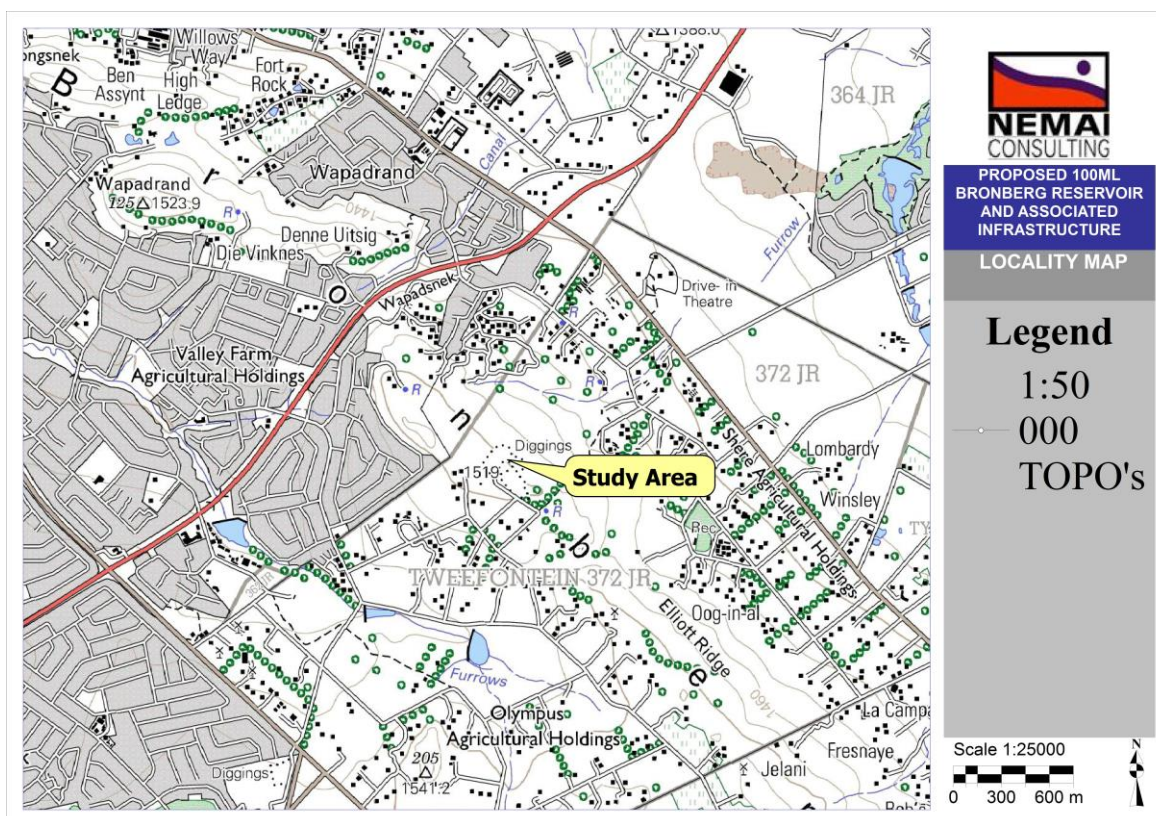 ongsnek
Willows
Way
Ben
Assynt
High
Ledge
Fort
Rock
B
r
o
n
b
e
Canal
364 JR
Wapadrand
Wapadrand
125 1523·9
R
1440
Denne Uitsig
Die Vinknes
Furrow
Wapadsnek
Drive-in
Theatre
R
Valley Farm
Agricultural Holdings
R
R
372 JR
Diggings
1519
Study Area
Shere Agricultural Holdings
Lombardy
Winsley
R
Rec
TY
TWEEFONTEIN 372 JR
Oog-in-al
Elliott Ridge
Furrows
Olympus
Agricultural Holdings
1460
La Campa
Fresnaye
205
1541·2
Jelani
Diggings
NEMAI
CONSULTING
PROPOSED 100ML
BRONBERG RESERVOIR
AND ASSOCIATED
INFRASTRUCTURE
LOCALITY MAP
Legend
1:50
000
TOPO's
Scale 1:25000
N
0 300 600 m